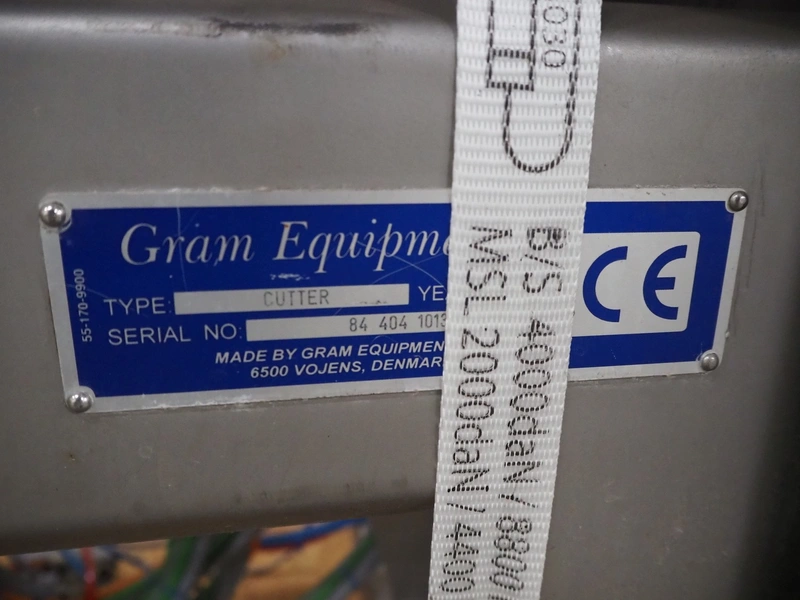 Gram Equipme
TYPE: CUTTER YE
SERIAL NO: 84 404 1013
MADE BY GRAM EQUIPMEN
6500 VOJENS, DENMAR
55-170-9900
CE
030
B/S 4000daN/8800
MSL 2000daN/4400